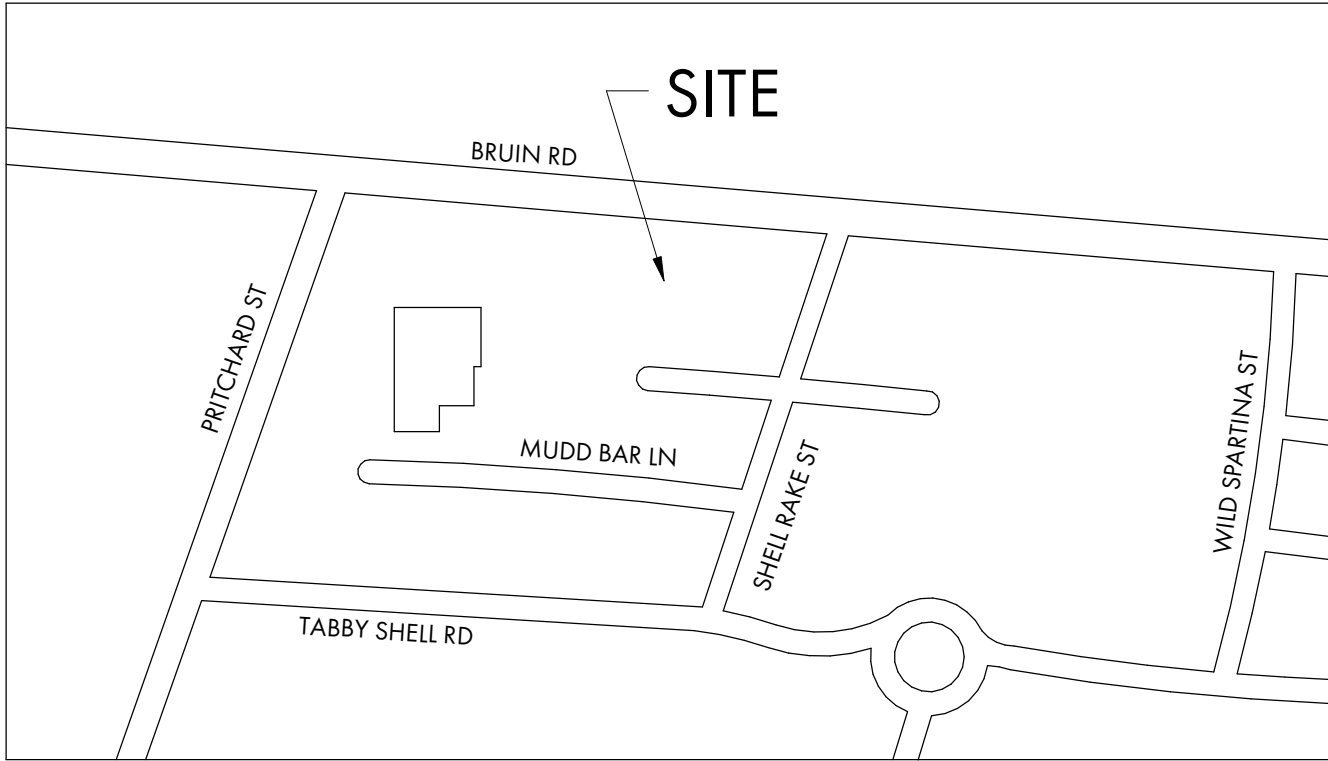 SITE
BRUIN RD
PRITCHARD ST
MUDD BAR LN
SHELL RAKE ST
WILD SPARTINA ST
TABBY SHELL RD